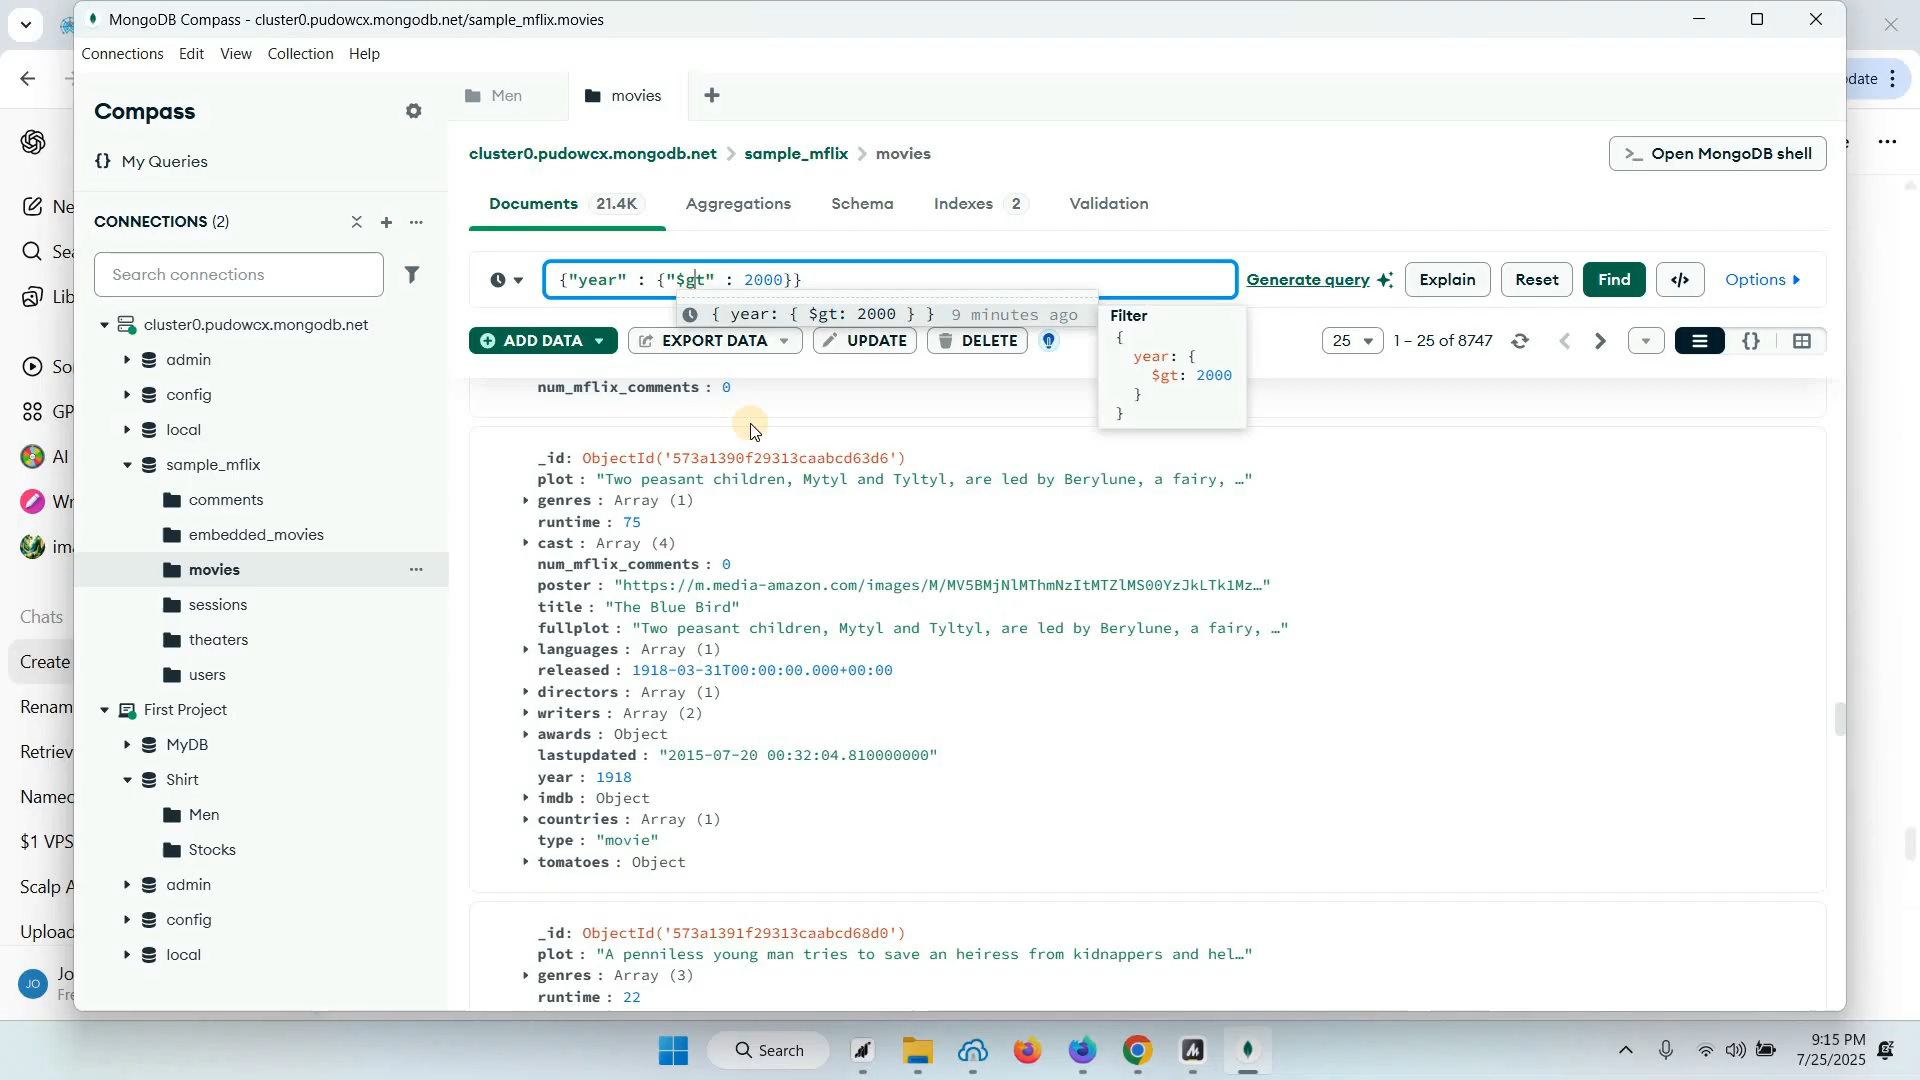 MongoDB Compass - cluster0.pudowcx.mongodb.net/sample_mflix.movies
Connections Edit View Collection Help
Compass
My Queries
CONNECTIONS (2)
Search connections
cluster0.pudowcx.mongodb.net
admin
config
local
sample_mflix
comments
embedded_movies
movies
sessions
theaters
users
First Project
MyDB
Shirt
Men
Stocks
admin
config
local
Men
movies
cluster0.pudowcx.mongodb.net > sample_mflix > movies
>_ Open MongoDB shell
Documents 21.4K Aggregations Schema Indexes 2 Validation
{"year" : {"$gt" : 2000}}
Generate query
Explain
Reset
Find
</>
Options
{ year: { $gt: 2000 } } 9 minutes ago
Filter
{
year: {
$gt: 2000
}
}
ADD DATA
EXPORT DATA
UPDATE
DELETE
25
1 – 25 of 8747
{}
num_mflix_comments : 0
_id: ObjectId('573a1390f29313caabcd63d6')
plot : "Two peasant children, Mytyl and Tyltyl, are led by Berylune, a fairy, …"
genres : Array (1)
runtime : 75
cast : Array (4)
num_mflix_comments : 0
poster : "https://m.media-amazon.com/images/M/MV5BMjNlMThmNzItMTZlMS00YzJkLTk1Mz…"
title : "The Blue Bird"
fullplot : "Two peasant children, Mytyl and Tyltyl, are led by Berylune, a fairy, …"
languages : Array (1)
released : 1918-03-31T00:00:00.000+00:00
directors : Array (1)
writers : Array (2)
awards : Object
lastupdated : "2015-07-20 00:32:04.810000000"
year : 1918
imdb : Object
countries : Array (1)
type : "movie"
tomatoes : Object
_id: ObjectId('573a1391f29313caabcd68d0')
plot : "A penniless young man tries to save an heiress from kidnappers and hel…"
genres : Array (3)
runtime : 22
Chats
Create
$1 VPS
JO
Search
9:15 PM
7/25/2025